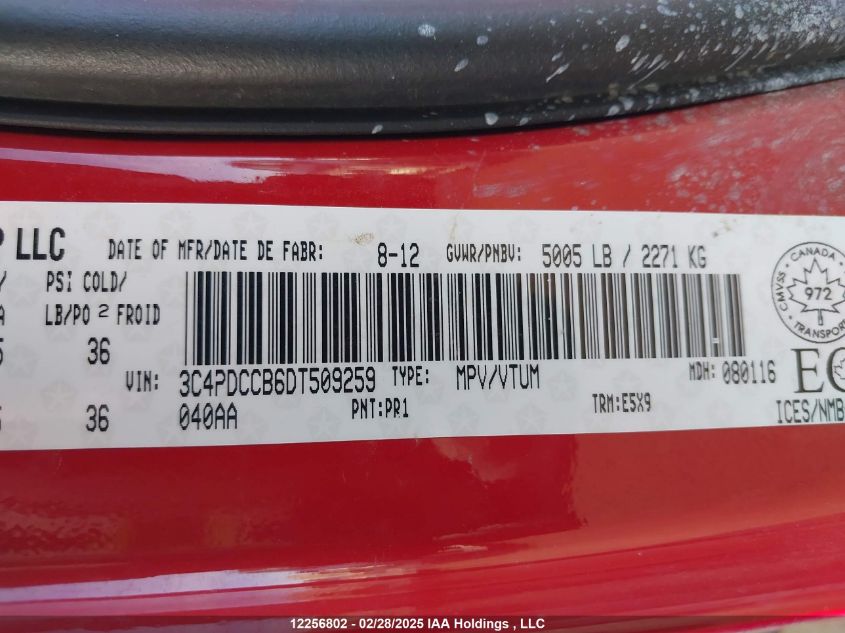 P LLC DATE OF MFR/DATE DE FABR: 8-12 GVWR/PNBV: 5005 LB / 2271 KG
PSI COLD/
LB/PO 2 FROID
36
VIN: 3C4PDCCB6DT509259 TYPE: MPV/VTUM MDH: 080116
36 040AA PNT:PR1 TRM:E5X9 ICES/NMB
CANADA
CMVSS
972
TRANSPORT
12256802 - 02/28/2025 IAA Holdings , LLC